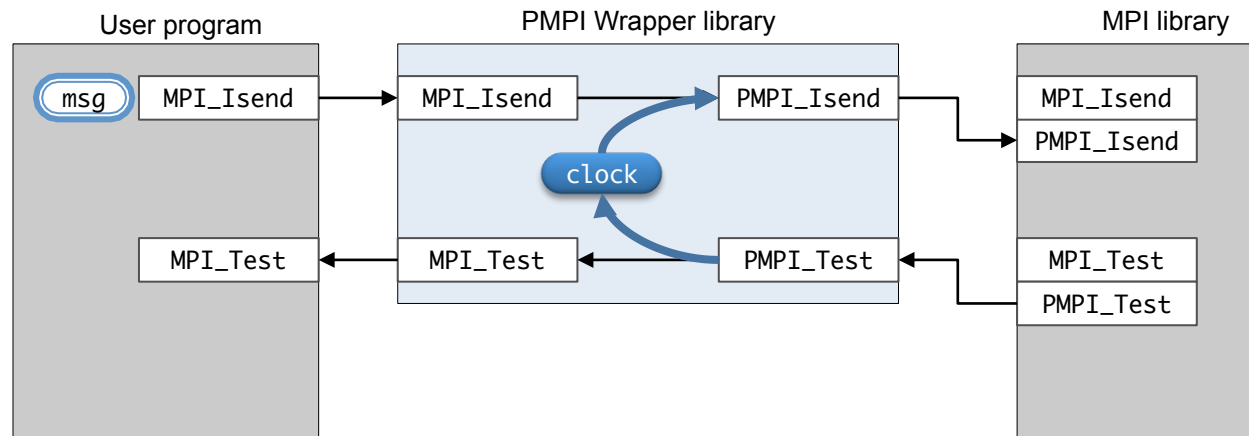 User program
PMPI Wrapper library
MPI library
msg
MPI_Isend
MPI_Isend
PMPI_Isend
MPI_Isend
PMPI_Isend
clock
MPI_Test
MPI_Test
PMPI_Test
MPI_Test
PMPI_Test